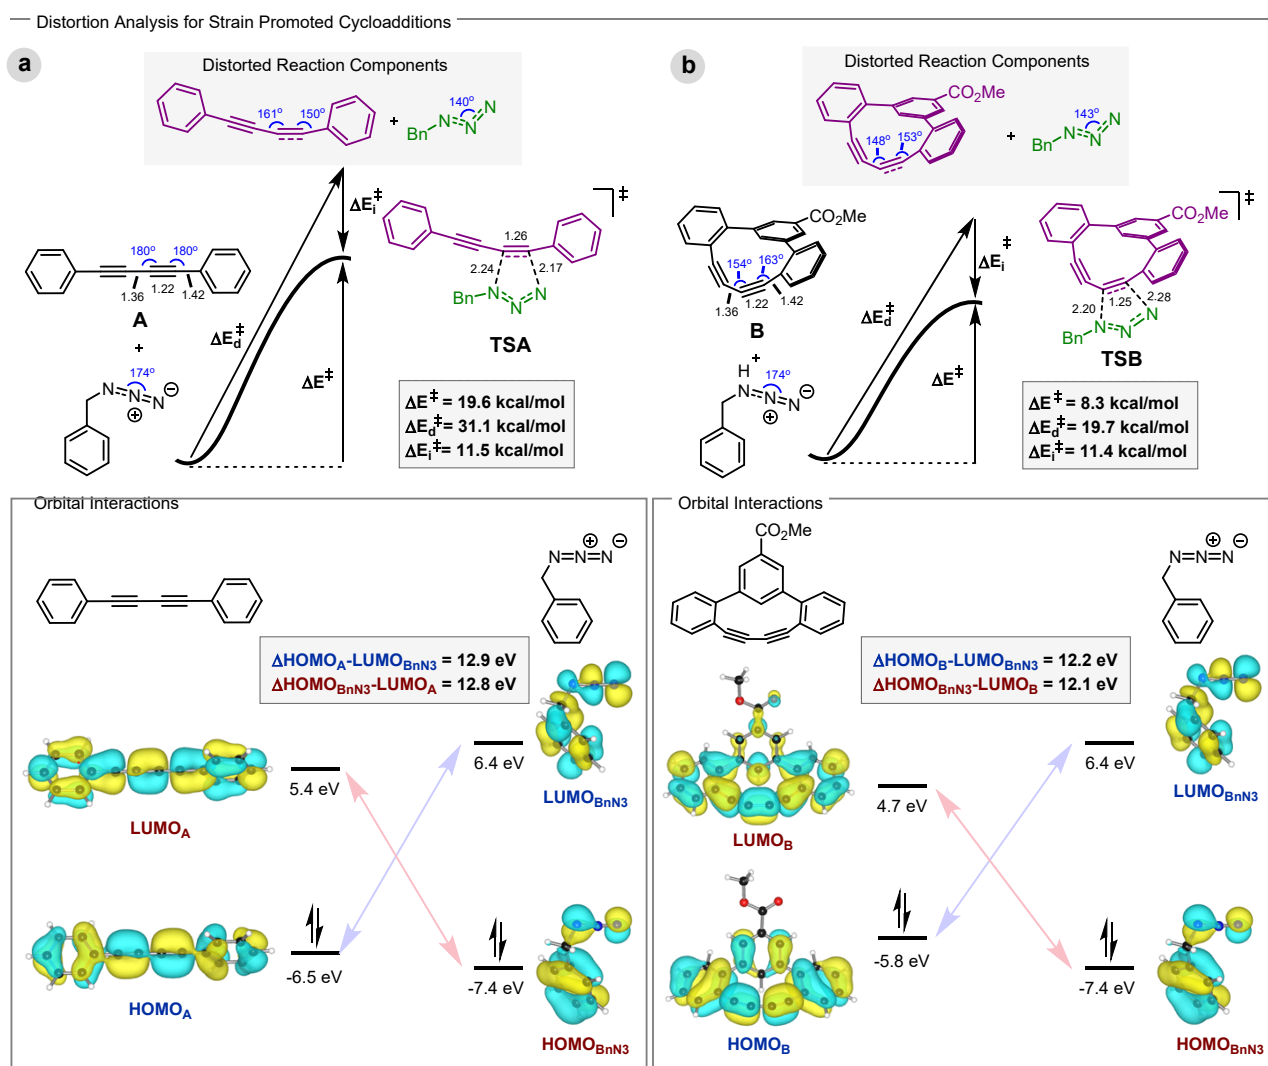 Distortion Analysis for Strain Promoted Cycloadditions
a
Distorted Reaction Components
161°
150°
+
140°
N
N
N
Bn
ΔEi‡
‡
1.26
2.24
2.17
Bn
N
N
N
TSA
180°
180°
1.36
1.22
1.42
A
+
174°
N
N
N
⊕
⊖
ΔEd‡
ΔE‡
ΔE‡ = 19.6 kcal/mol
ΔEd‡ = 31.1 kcal/mol
ΔEi‡ = 11.5 kcal/mol
b
Distorted Reaction Components
CO2Me
148°
153°
+
143°
N
N
N
Bn
CO2Me
154°
163°
1.36
1.22
1.42
B
+
H
174°
N
N
N
⊕
⊖
ΔEd‡
ΔEi‡
ΔE‡
‡
CO2Me
2.20
1.25
2.28
Bn
N
N
N
TSB
ΔE‡ = 8.3 kcal/mol
ΔEd‡ = 19.7 kcal/mol
ΔEi‡ = 11.4 kcal/mol
Orbital Interactions
N=N=N
⊕
⊖
ΔHOMOA-LUMOBnN3 = 12.9 eV
ΔHOMOBnN3-LUMOA = 12.8 eV
6.4 eV
5.4 eV
LUMOBnN3
LUMOA
-6.5 eV
-7.4 eV
HOMOA
HOMOBnN3
Orbital Interactions
CO2Me
N=N=N
⊕
⊖
ΔHOMOB-LUMOBnN3 = 12.2 eV
ΔHOMOBnN3-LUMOB = 12.1 eV
6.4 eV
4.7 eV
LUMOBnN3
LUMOB
-5.8 eV
-7.4 eV
HOMOB
HOMOBnN3